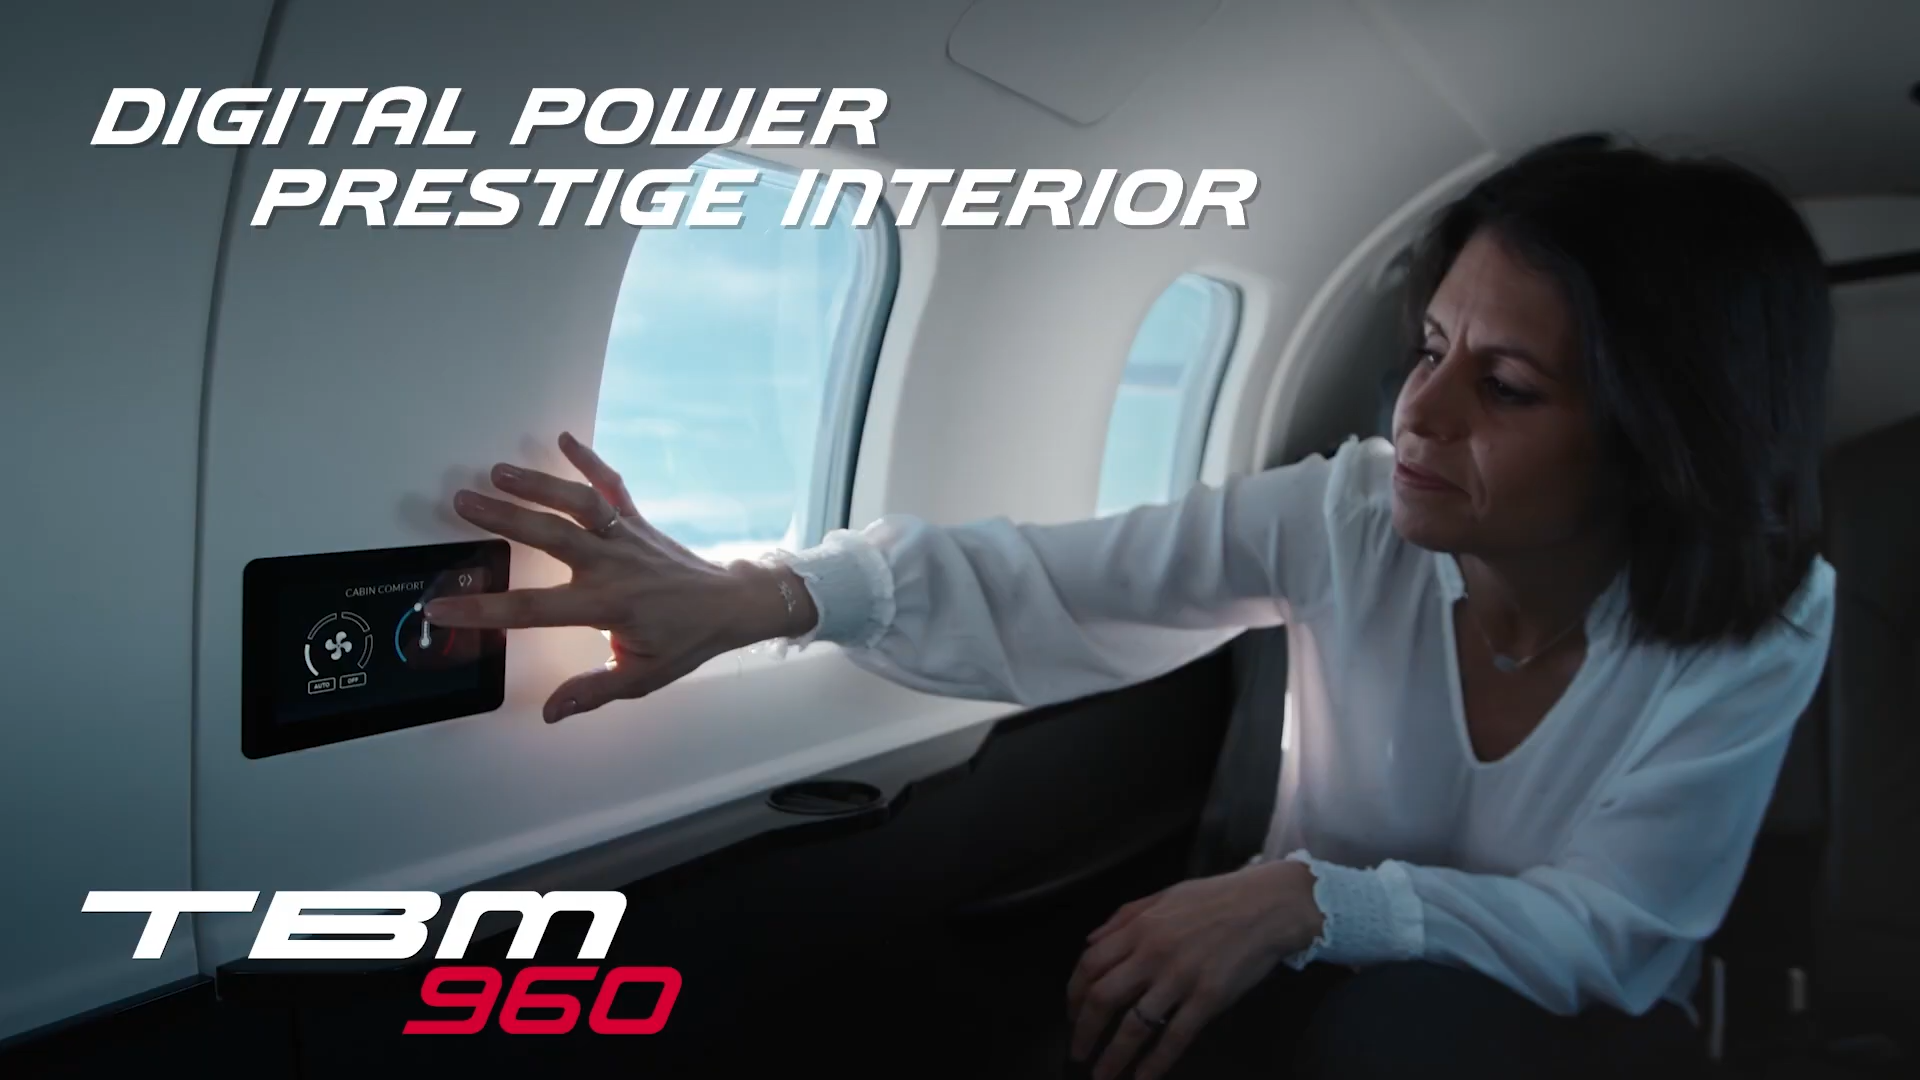 DIGITAL POWER
PRESTIGE INTERIOR
CABIN COMFORT
AUTO OFF
TBM
960